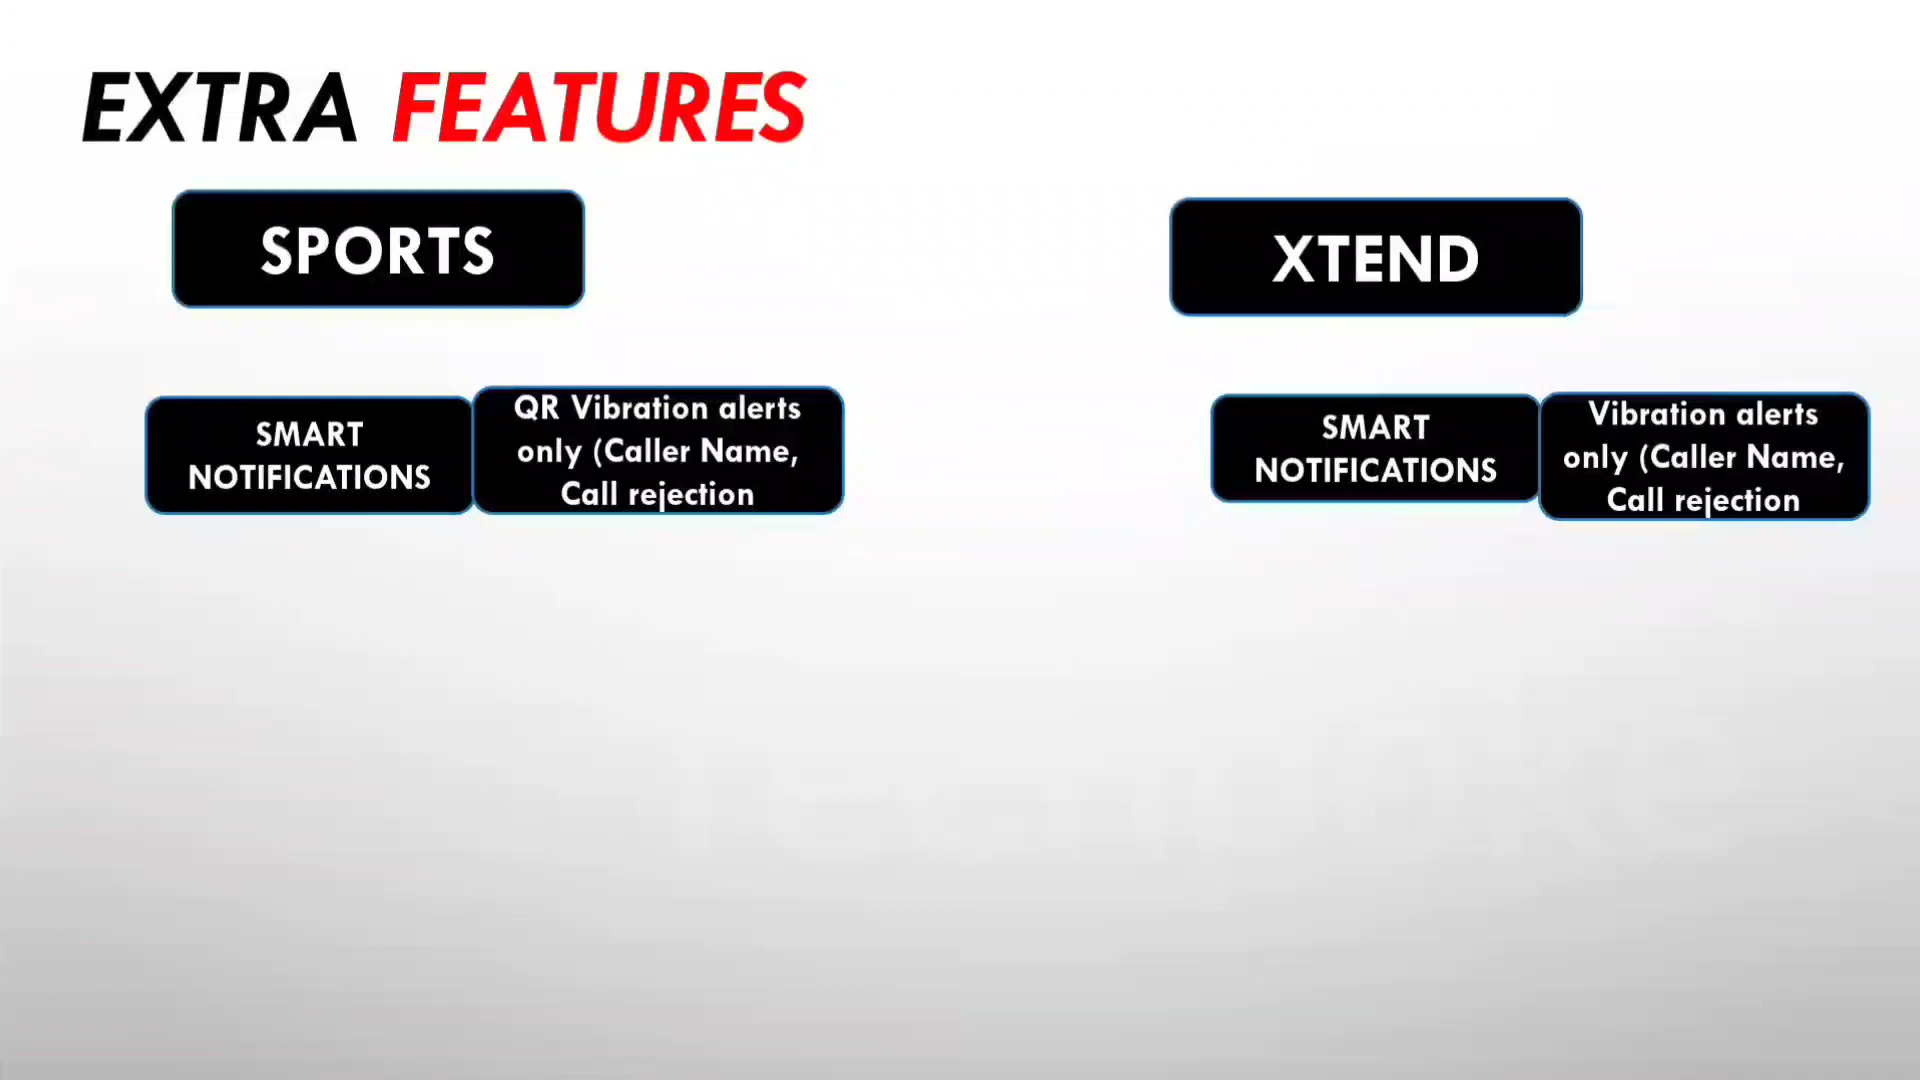 EXTRA FEATURES
SPORTS
XTEND
SMART
NOTIFICATIONS
QR Vibration alerts
only (Caller Name,
Call rejection
SMART
NOTIFICATIONS
Vibration alerts
only (Caller Name,
Call rejection